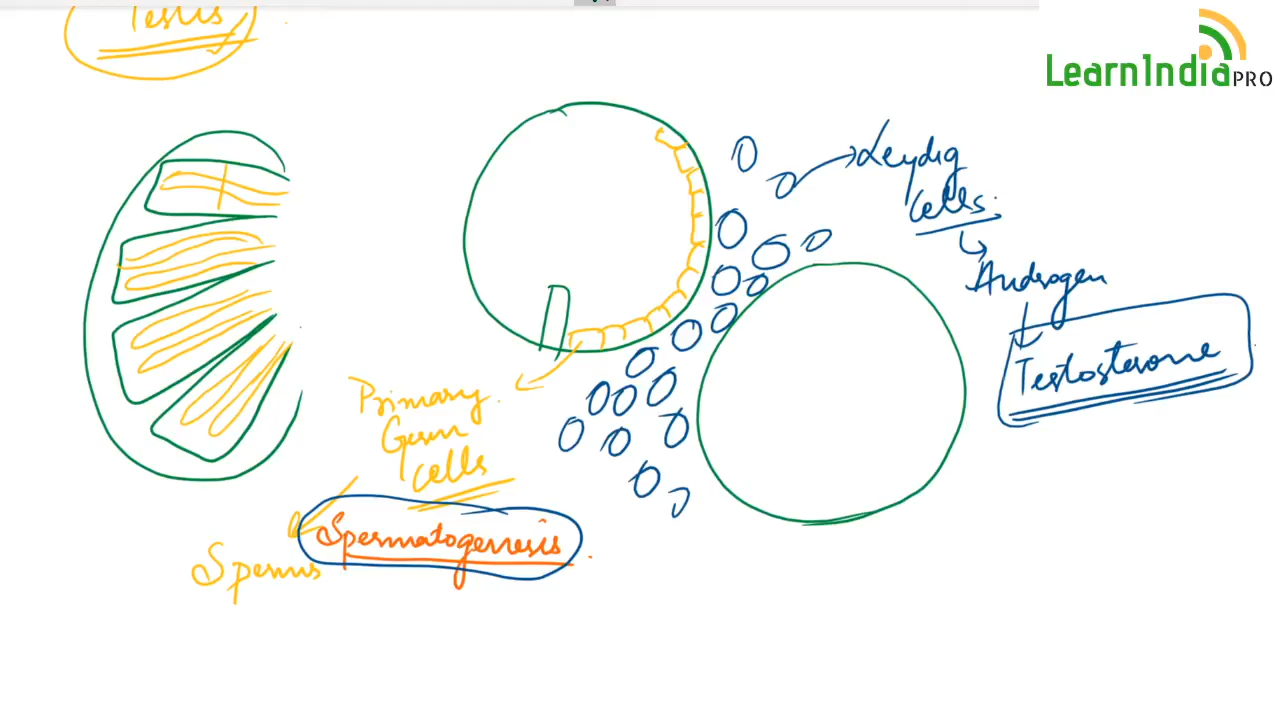 Testis
LearnIndia PRO
Leydig
Cells
Androgen
Testosterone
Primary
Germ
Cells
Spermatogenesis
Sperms